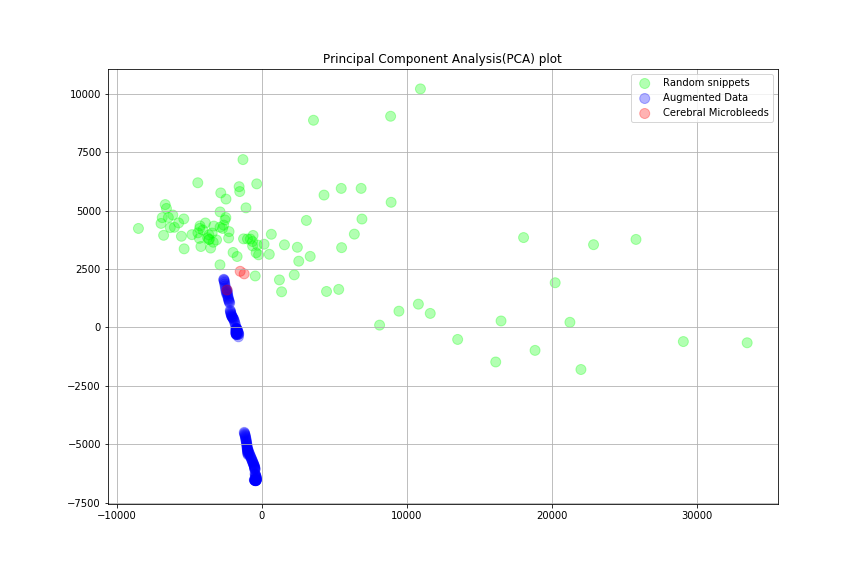 Principal Component Analysis(PCA) plot
Random snippets
Augmented Data
Cerebral Microbleeds
10000
7500
5000
2500
0
−2500
−5000
−7500
−10000 0 10000 20000 30000